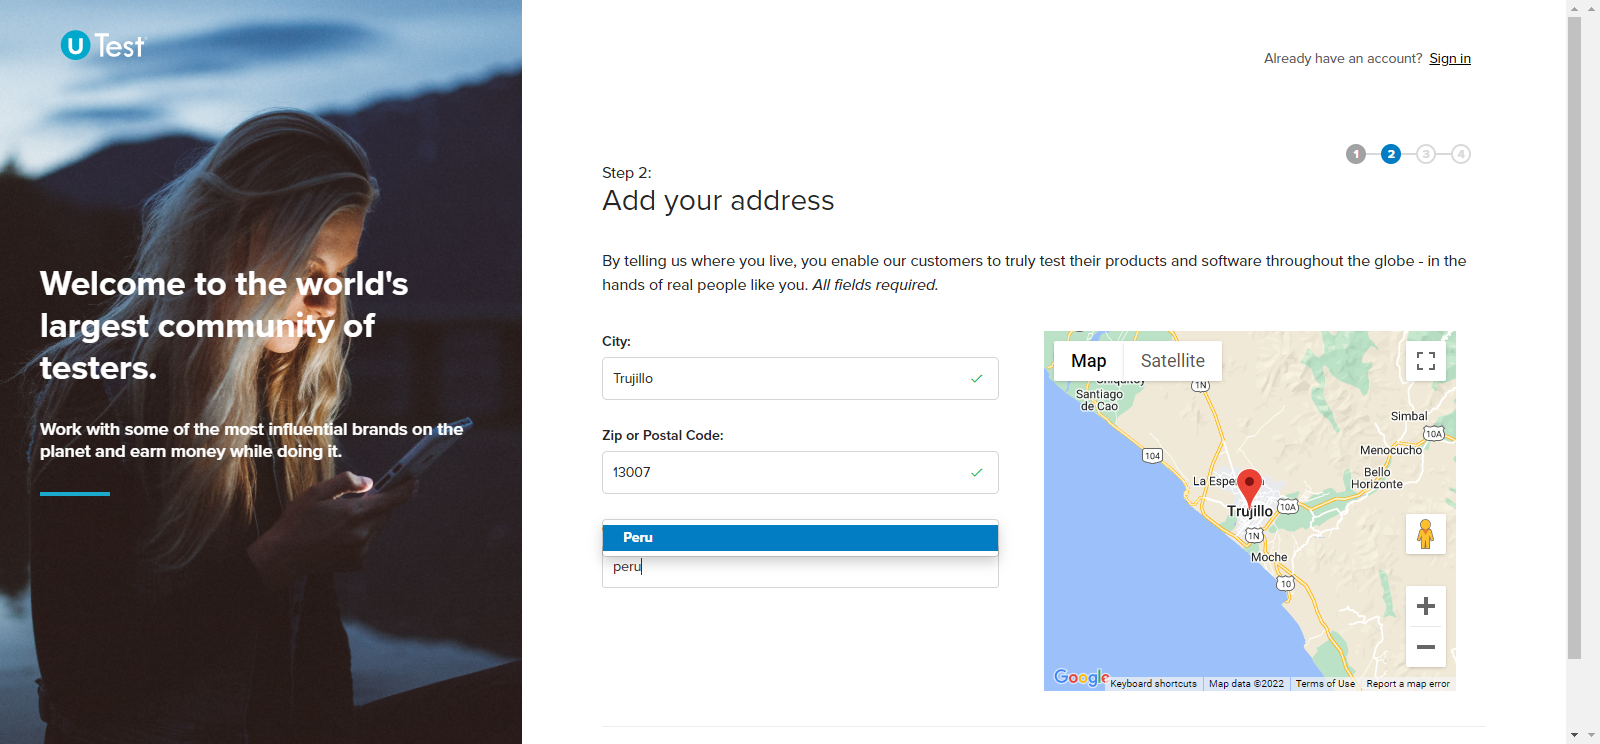 U Test
Welcome to the world's
largest community of
testers.
Work with some of the most influential brands on the
planet and earn money while doing it.
Already have an account? Sign in
1 2 3 4
Step 2:
Add your address
By telling us where you live, you enable our customers to truly test their products and software throughout the globe - in the
hands of real people like you. All fields required.
City:
Trujillo
Zip or Postal Code:
13007
Peru
peru
Map Satellite
1N
Santiago
de Cao
Simbal
10A
Menocucho
104
Bello
Horizonte
Trujillo
10A
1N
Moche
10
Google
Keyboard shortcuts
Map data ©2022
Terms of Use
Report a map error